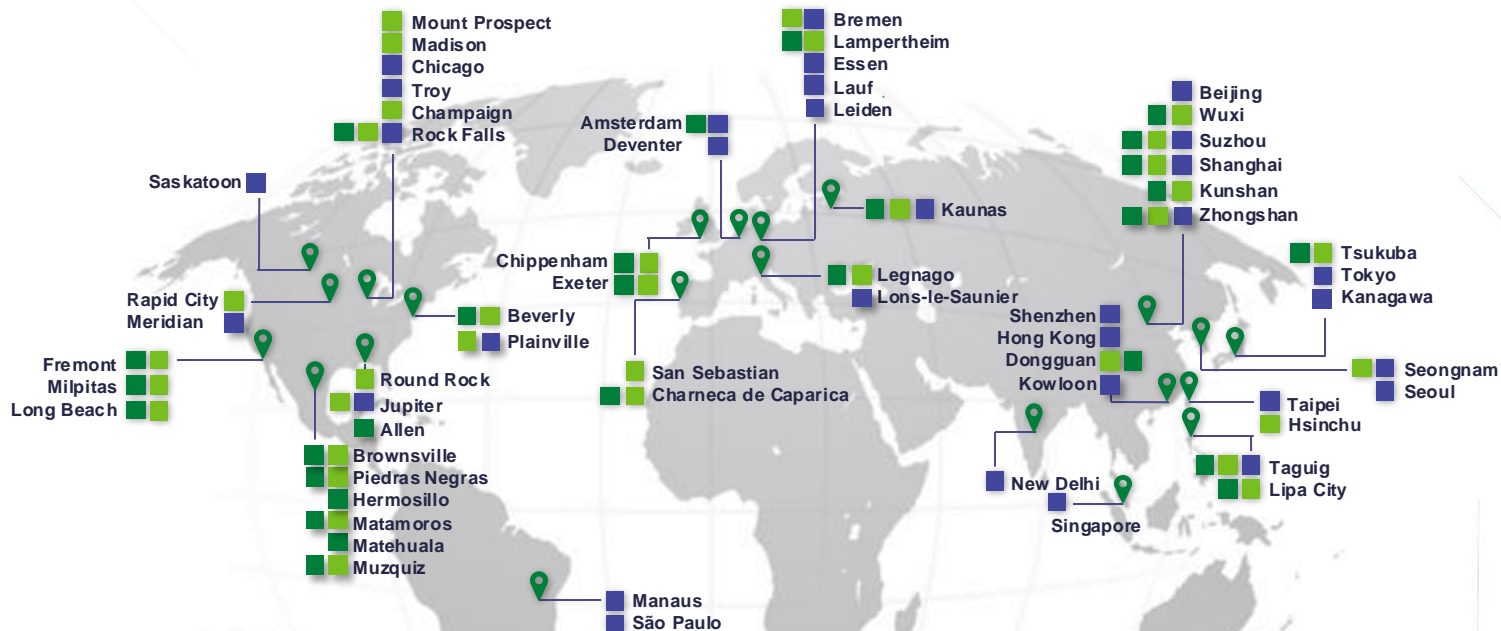 Mount Prospect
Madison
Chicago
Troy
Champaign
Rock Falls
Bremen
Lampertheim
Essen
Lauf
Leiden
Amsterdam
Deventer
Beijing
Wuxi
Suzhou
Shanghai
Kunshan
Zhongshan
Saskatoon
Kaunas
Chippenham
Exeter
Legnago
Lons-le-Saunier
Tsukuba
Tokyo
Kanagawa
Rapid City
Meridian
Beverly
Plainville
Shenzhen
Hong Kong
Dongguan
Kowloon
Fremont
Milpitas
Long Beach
Round Rock
Jupiter
Allen
San Sebastian
Charneca de Caparica
Seongnam
Seoul
Taipei
Hsinchu
Brownsville
Piedras Negras
Hermosillo
Matamoros
Matehuala
Muzquiz
New Delhi
Singapore
Taguig
Lipa City
Manaus
São Paulo